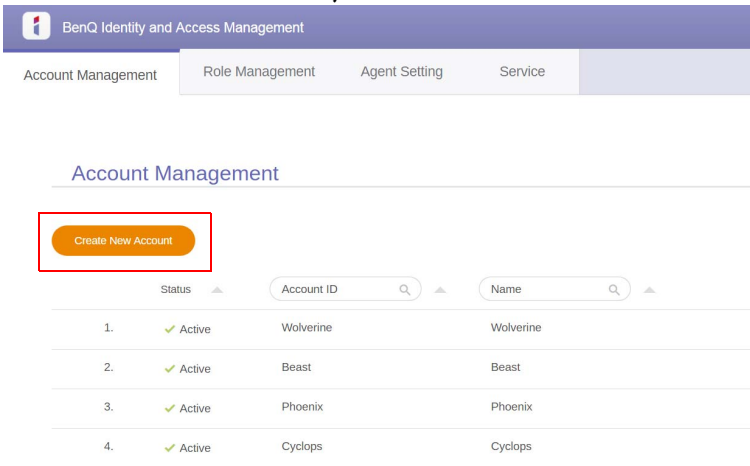 BenQ Identity and Access Management
Account Management Role Management Agent Setting Service
Account Management
Create New Account
Status Account ID Name
1. Active Wolverine Wolverine
2. Active Beast Beast
3. Active Phoenix Phoenix
4. Active Cyclops Cyclops